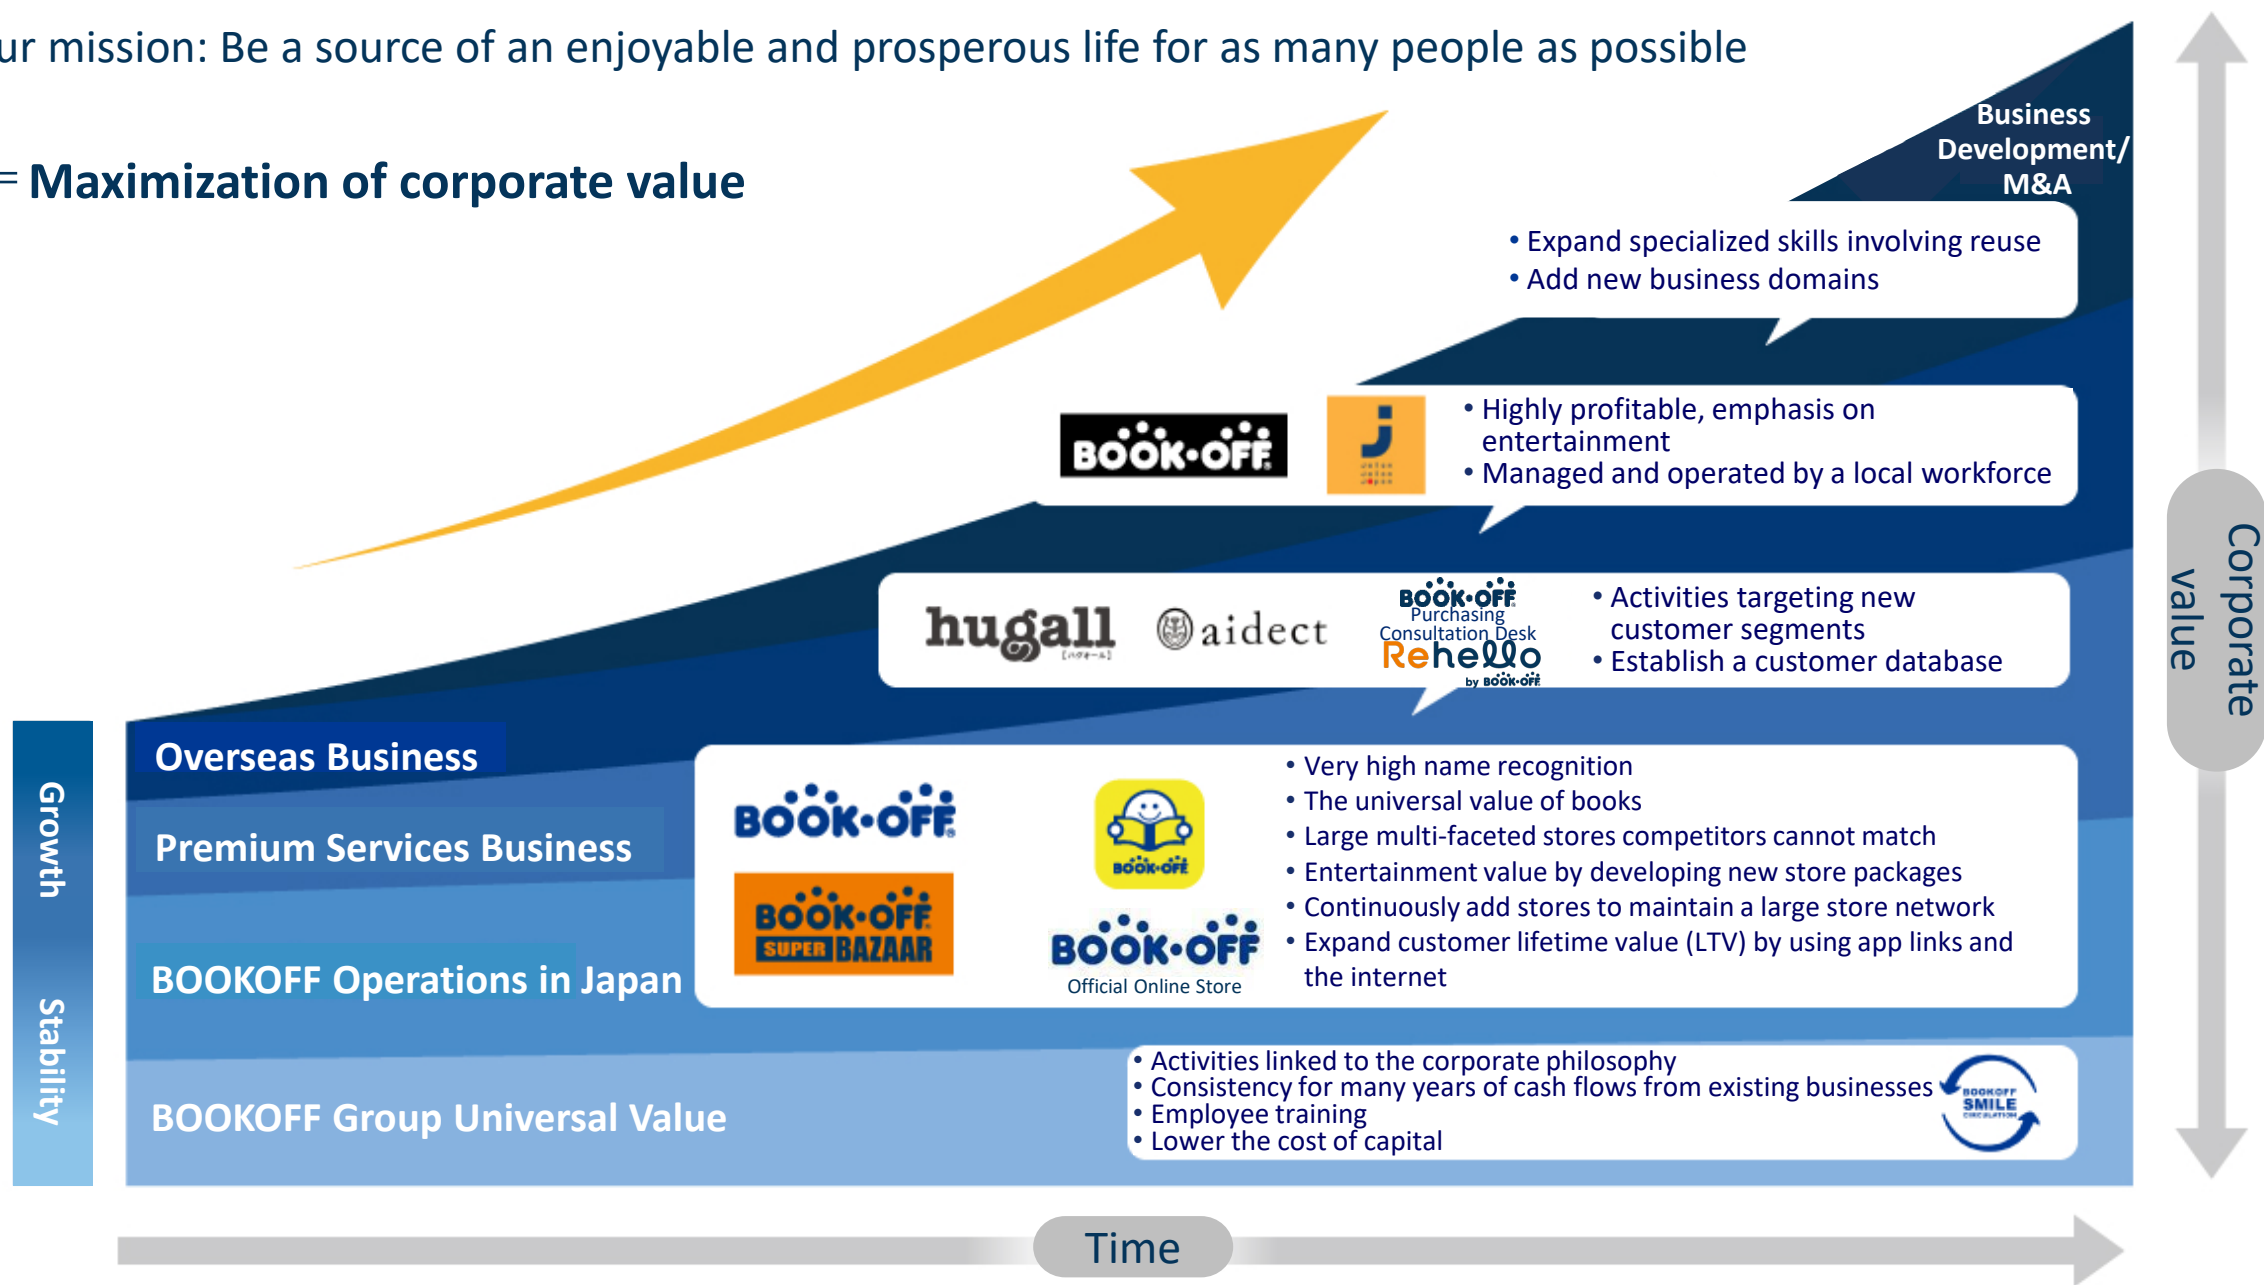 ur mission: Be a source of an enjoyable and prosperous life for as many people as possible
= Maximization of corporate value
Business
Development/
M&A
• Expand specialized skills involving reuse
• Add new business domains
BOOK•OFF
j
• Highly profitable, emphasis on
entertainment
• Managed and operated by a local workforce
hugall
[ハグオール]
aidect
BOOK•OFF
Purchasing
Consultation Desk
Rehello
by BOOK•OFF
• Activities targeting new
customer segments
• Establish a customer database
Corporate
value
Growth
Stability
Overseas Business
Premium Services Business
BOOKOFF Operations in Japan
BOOKOFF Group Universal Value
BOOK•OFF
BOOK•OFF
BOOK•OFF
SUPER BAZAAR
BOOK•OFF
Official Online Store
• Very high name recognition
• The universal value of books
• Large multi-faceted stores competitors cannot match
• Entertainment value by developing new store packages
• Continuously add stores to maintain a large store network
• Expand customer lifetime value (LTV) by using app links and
the internet
• Activities linked to the corporate philosophy
• Consistency for many years of cash flows from existing businesses
• Employee training
• Lower the cost of capital
BOOKOFF
SMILE
CIRCULATION
Time